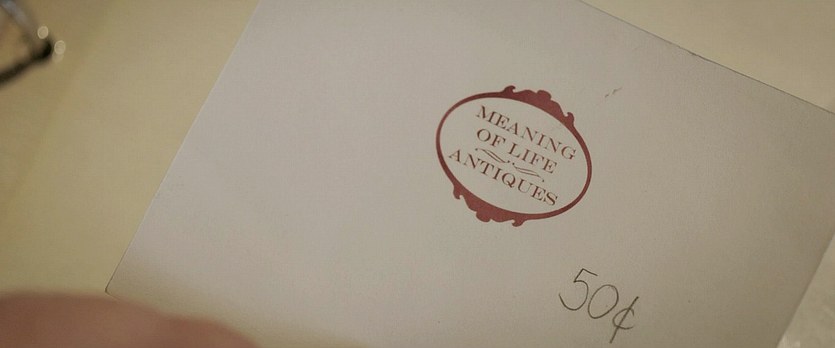 MEANING
OF LIFE
ANTIQUES
50¢